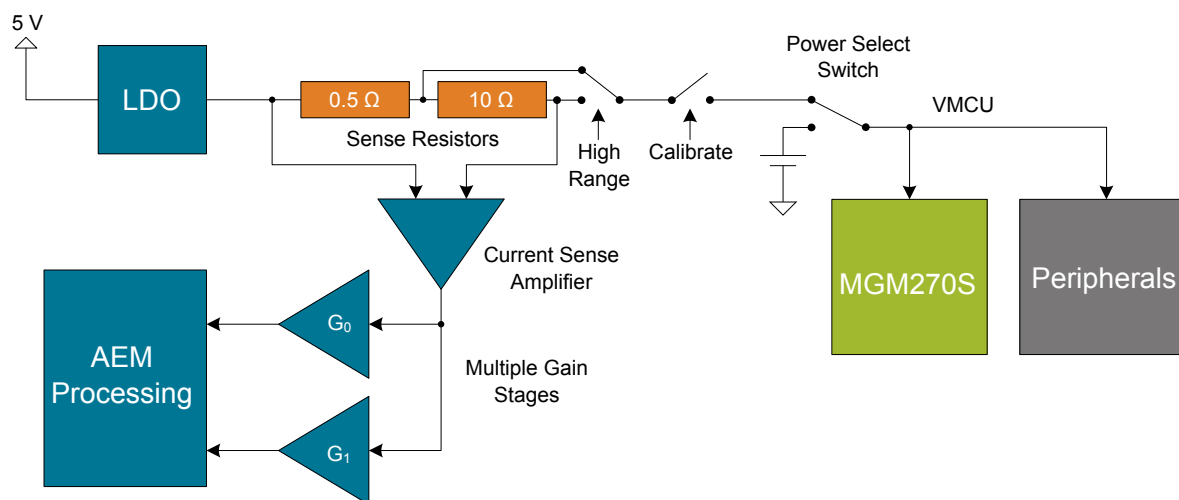 5 V
LDO
0.5 Ω
10 Ω
Sense Resistors
High
Range
Calibrate
Power Select
Switch
VMCU
MGM270S
Peripherals
Current Sense
Amplifier
G₀
AEM
Processing
Multiple Gain
Stages
G₁